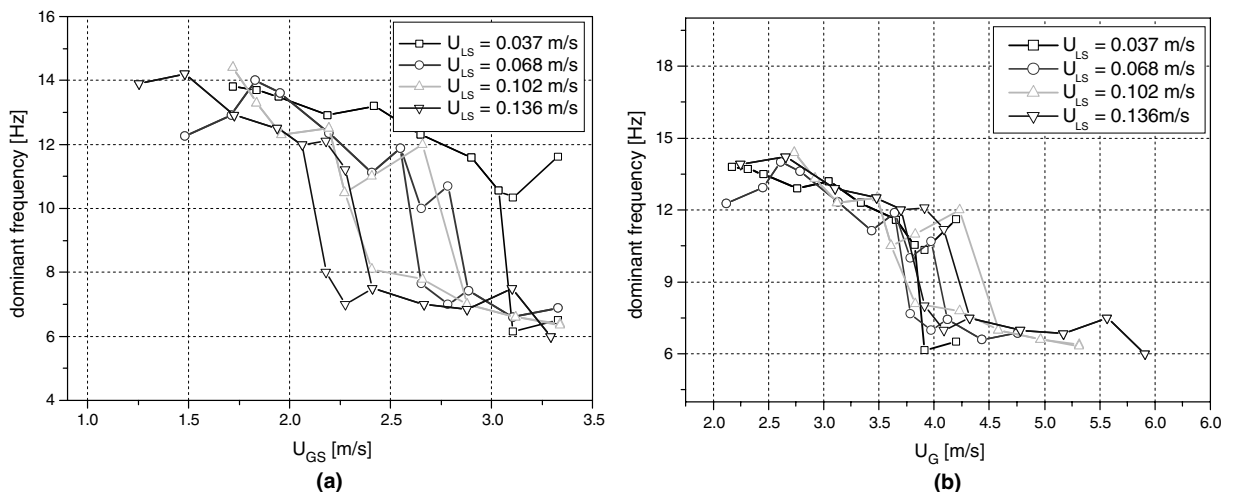 16
14
12
10
8
6
4
dominant frequency [Hz]
U_LS = 0.037 m/s
U_LS = 0.068 m/s
U_LS = 0.102 m/s
U_LS = 0.136 m/s
1.0 1.5 2.0 2.5 3.0 3.5
U_GS [m/s]
(a)
18
15
12
9
6
dominant frequency [Hz]
U_LS = 0.037 m/s
U_LS = 0.068 m/s
U_LS = 0.102 m/s
U_LS = 0.136m/s
2.0 2.5 3.0 3.5 4.0 4.5 5.0 5.5 6.0 6.0
U_G [m/s]
(b)